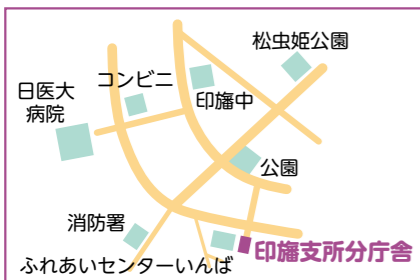 松虫姫公園
コンビニ
日医大
病院
印旛中
公園
消防署
印旛支所分庁舎
ふれあいセンターいんば